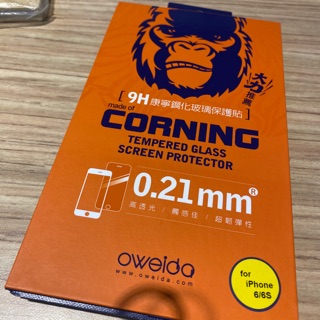 大力
推薦
[ 9H康寧鋼化玻璃保護貼 ]
made of
CORNING
TEMPERED GLASS
SCREEN PROTECTOR
0.21mm®
高透光 / 觸感佳 / 超韌彈性
oweida
www.oweida.com
for
iPhone
6/6S